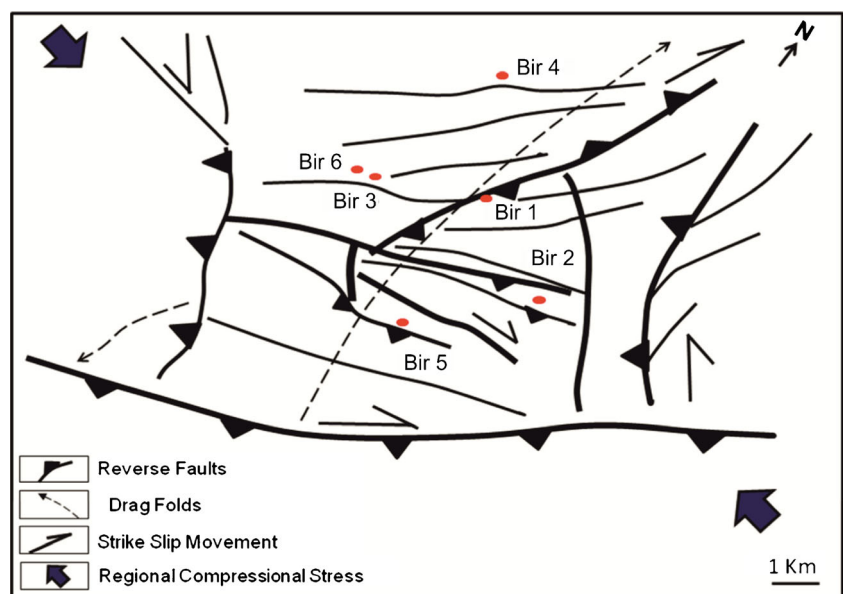 N
Bir 4
Bir 6
Bir 3
Bir 1
Bir 2
Bir 5
Reverse Faults
Drag Folds
Strike Slip Movement
Regional Compressional Stress
1 Km